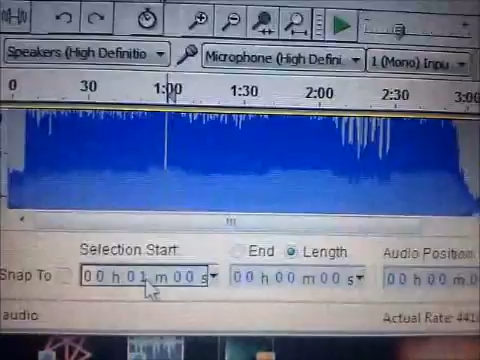 Speakers (High Definitio
Microphone (High Defini
1 (Mono) Inpu
0 30 1:00 1:30 2:00 2:30 3:00
Selection Start:
End
Length
Audio Position:
Snap To
00 h 01 m 00 s
00 h 00 m 00 s
00 h 00 m 0
audio
Actual Rate: 441